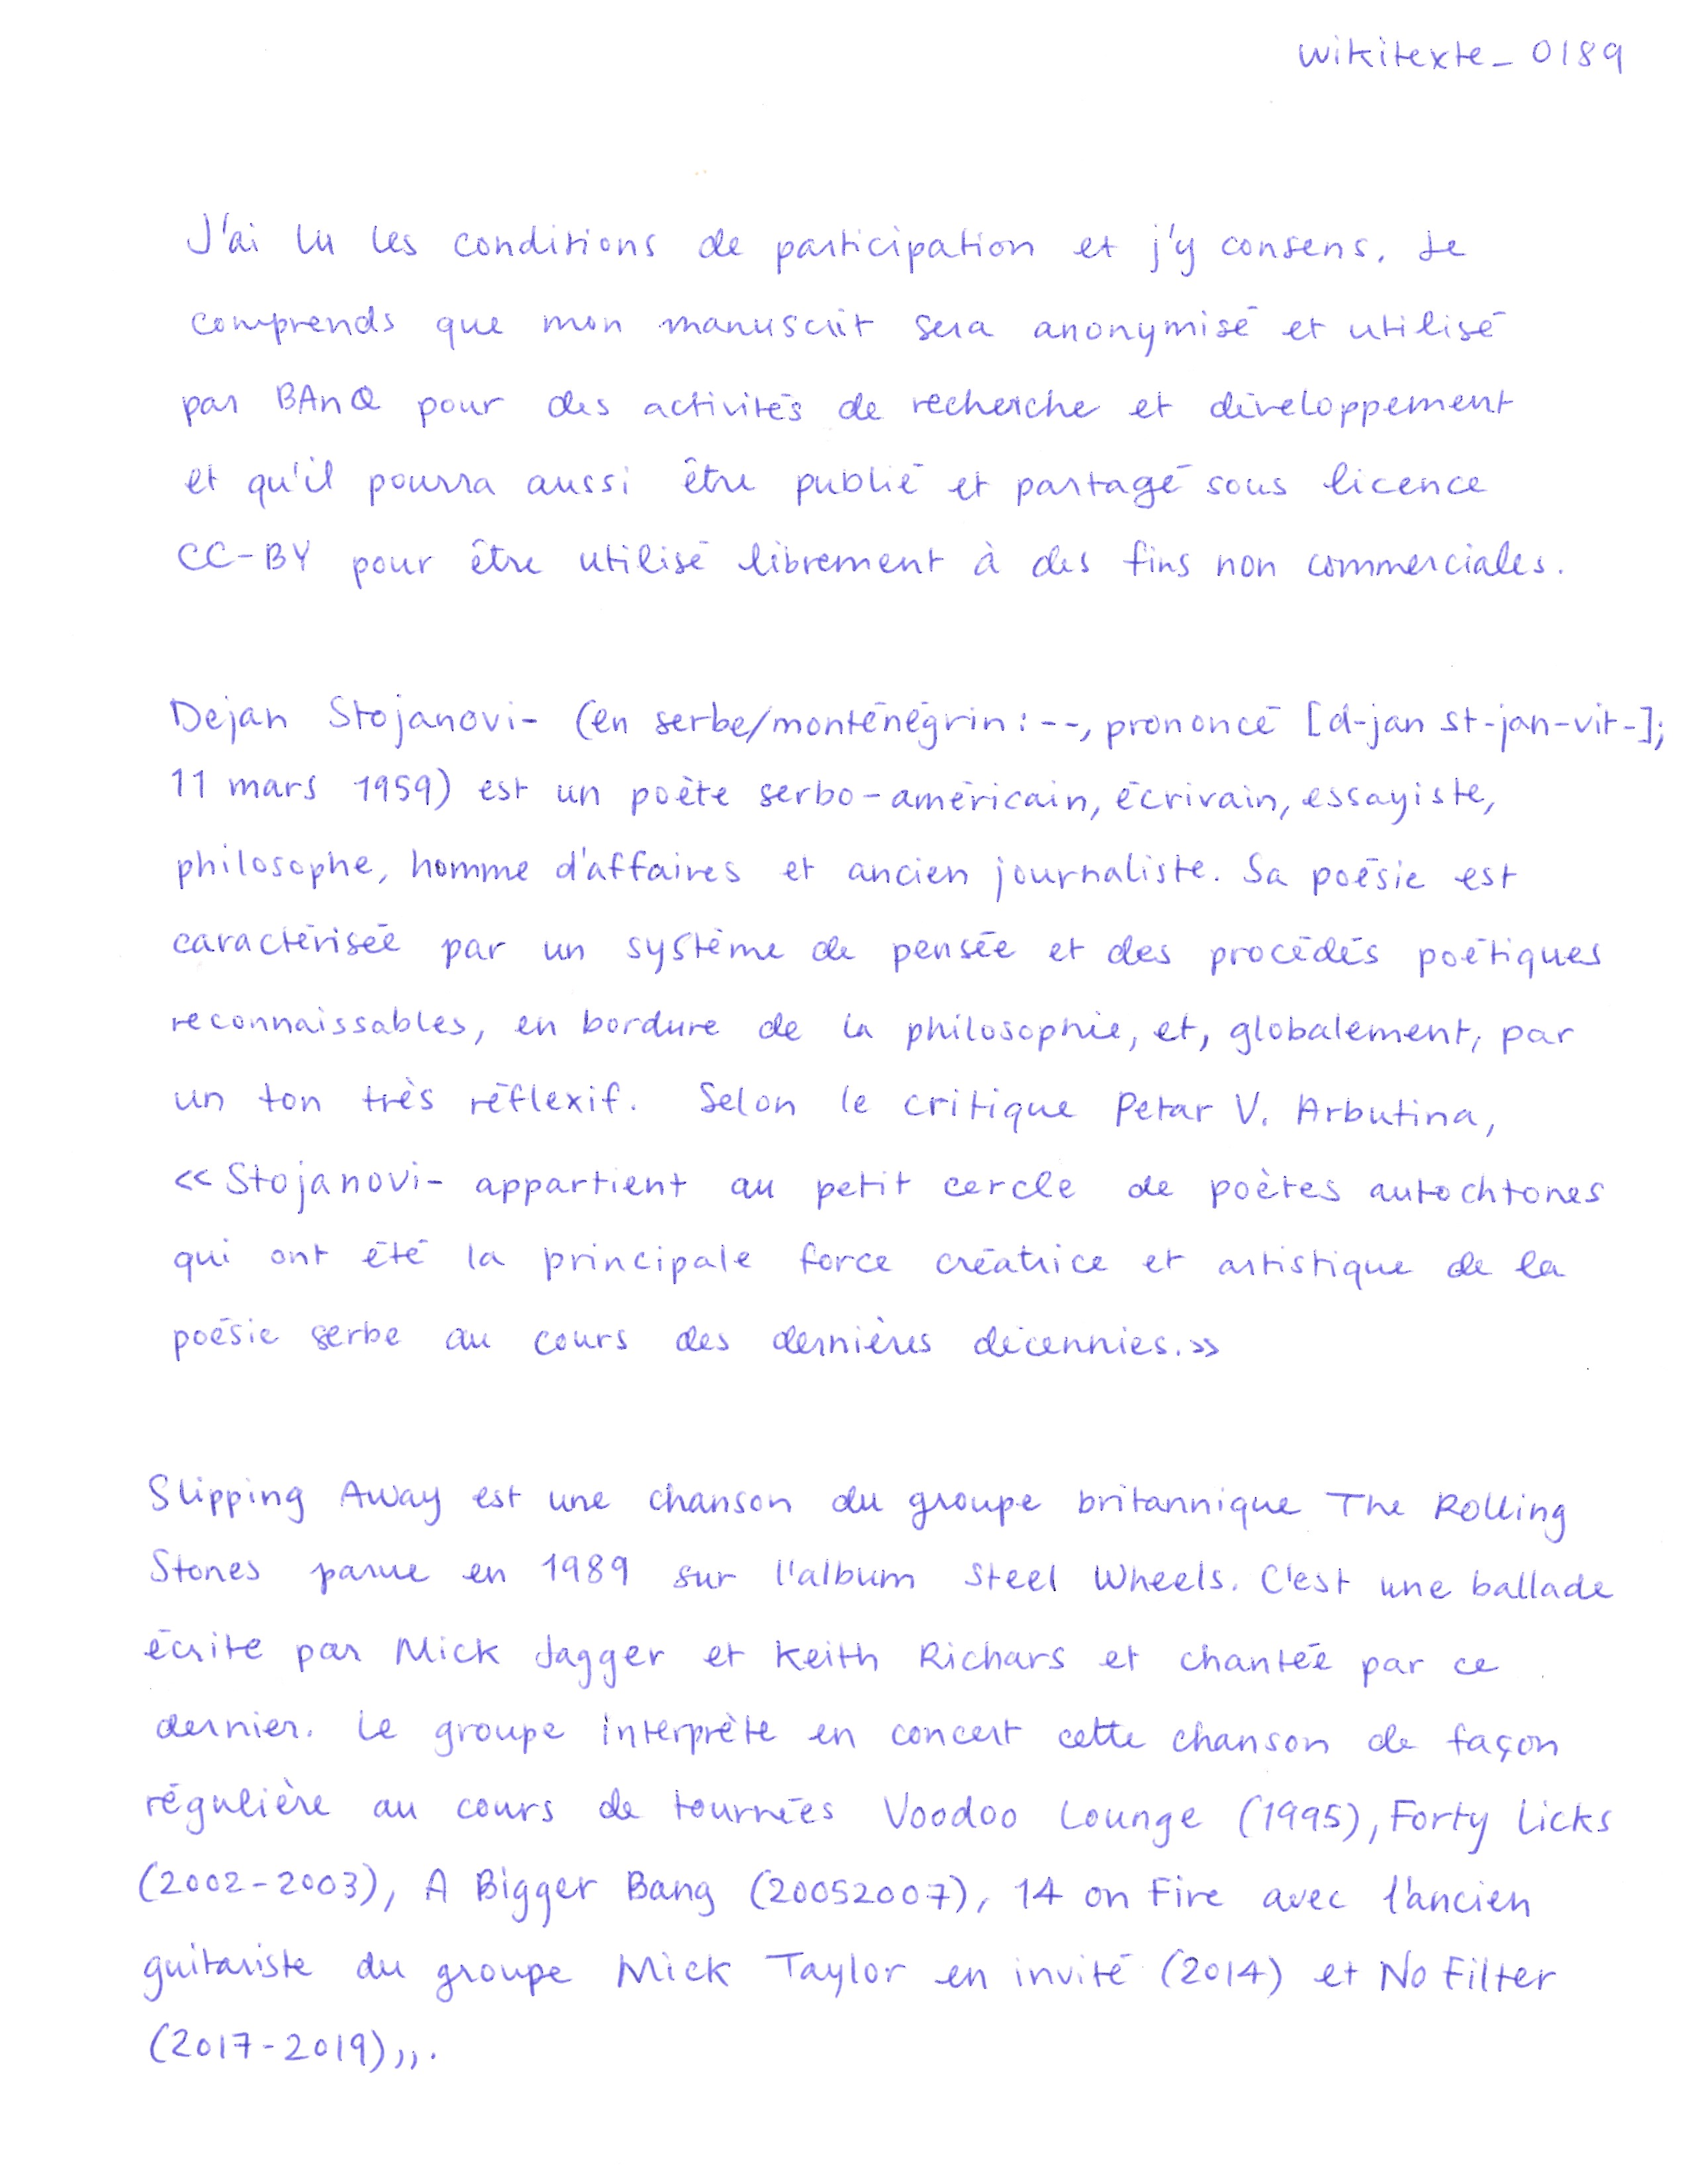 wikitexte_0189
J'ai lu les conditions de participation et j'y consens. Je
comprends que mon manuscrit sera anonymisé et utilisé
par BAnQ pour des activités de recherche et développement
et qu'il pourra aussi être publié et partagé sous licence
CC-BY pour être utilisé librement à des fins non commerciales.
Dejan Stojanovi- (en serbe/monténégrin : --, prononcé [d-jan st-jan-vit-];
11 mars 1959) est un poète serbo-américain, écrivain, essayiste,
philosophe, homme d'affaires et ancien journaliste. Sa poésie est
caractérisée par un système de pensée et des procédés poétiques
reconnaissables, en bordure de la philosophie, et, globalement, par
un ton très réflexif. Selon le critique Petar V. Arbutina,
<< Stojanovi- appartient au petit cercle de poètes autochtones
qui ont été la principale force créatrice et artistique de la
poésie serbe au cours des dernières décennies.>>
Slipping Away est une chanson du groupe britannique The Rolling
Stones parue en 1989 sur l'album Steel Wheels. C'est une ballade
écrite par Mick Jagger et Keith Richars et chantée par ce
dernier. Le groupe interprète en concert cette chanson de façon
régulière au cours de tournées Voodoo Lounge (1995), Forty Licks
(2002-2003), A Bigger Bang (20052007), 14 on Fire avec l'ancien
guitariste du groupe Mick Taylor en invité (2014) et No Filter
(2017-2019),,.